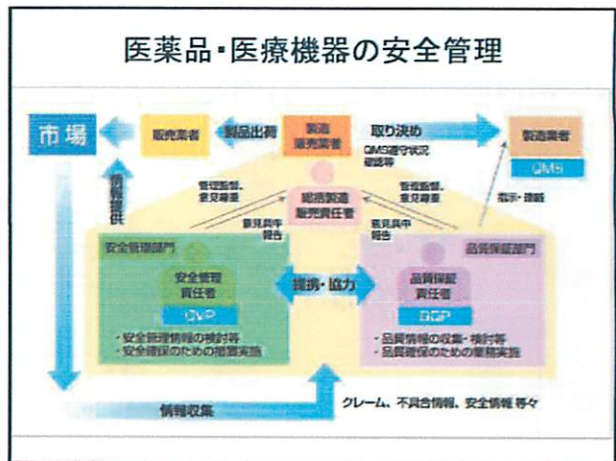 医薬品・医療機器の安全管理
市場
販売業者
製品出荷
製造
販売業者
取り決め
QMS遵守状況
確認等
製造業者
QMS
情報提供
管理監督、
意見尊重
総括製造
販売責任者
管理監督、
意見尊重
指示・連絡
意見具申
報告
意見具申
報告
安全管理部門
品質保証部門
安全管理
責任者
GVP
提携・協力
品質保証
責任者
・安全管理情報の検討等
・安全確保のための措置実施
・品質情報の収集・検討等
・品質確保のための業務実施
情報収集
クレーム、不具合情報、安全情報 等々